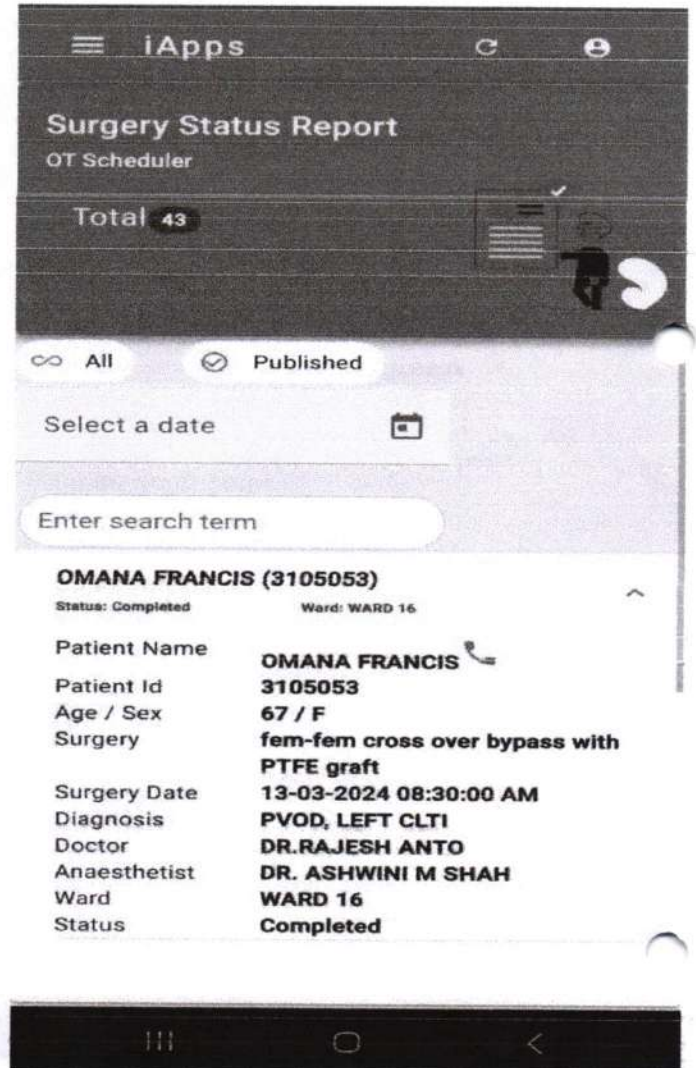 iApps
Surgery Status Report
OT Scheduler
Total 43
All
Published
Select a date
Enter search term
OMANA FRANCIS (3105053)
Status: Completed Ward: WARD 16
Patient Name OMANA FRANCIS
Patient Id 3105053
Age / Sex 67 / F
Surgery fem-fem cross over bypass with
PTFE graft
Surgery Date 13-03-2024 08:30:00 AM
Diagnosis PVOD, LEFT CLTI
Doctor DR.RAJESH ANTO
Anaesthetist DR. ASHWINI M SHAH
Ward WARD 16
Status Completed